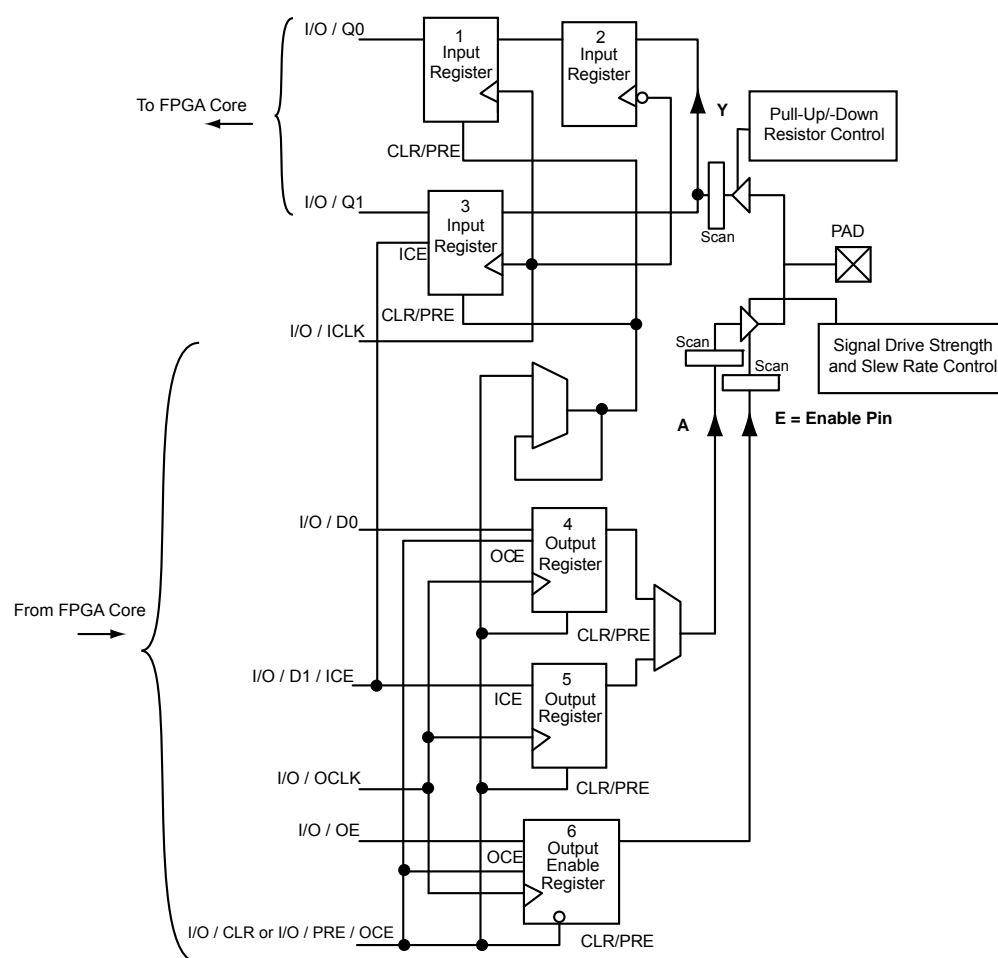 I/O / Q0
1
Input
Register
2
Input
Register
To FPGA Core
Y
Pull-Up/-Down
Resistor Control
CLR/PRE
I/O / Q1
3
Input
Register
ICE
Scan
PAD
CLR/PRE
I/O / ICLK
Scan
Signal Drive Strength
and Slew Rate Control
Scan
A
E = Enable Pin
I/O / D0
4
Output
Register
OCE
From FPGA Core
CLR/PRE
I/O / D1 / ICE
5
Output
Register
ICE
I/O / OCLK
CLR/PRE
I/O / OE
6
Output
Enable
Register
OCE
I/O / CLR or I/O / PRE / OCE
CLR/PRE